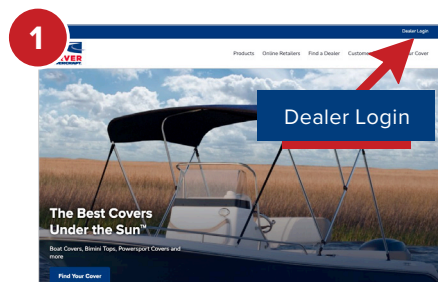 1
Dealer Login
Products Online Retailers Find a Dealer
Dealer Login
The Best Covers
Under the Sun™
Boat Covers, Bimini Tops, Powersport Covers and
more
Find Your Cover